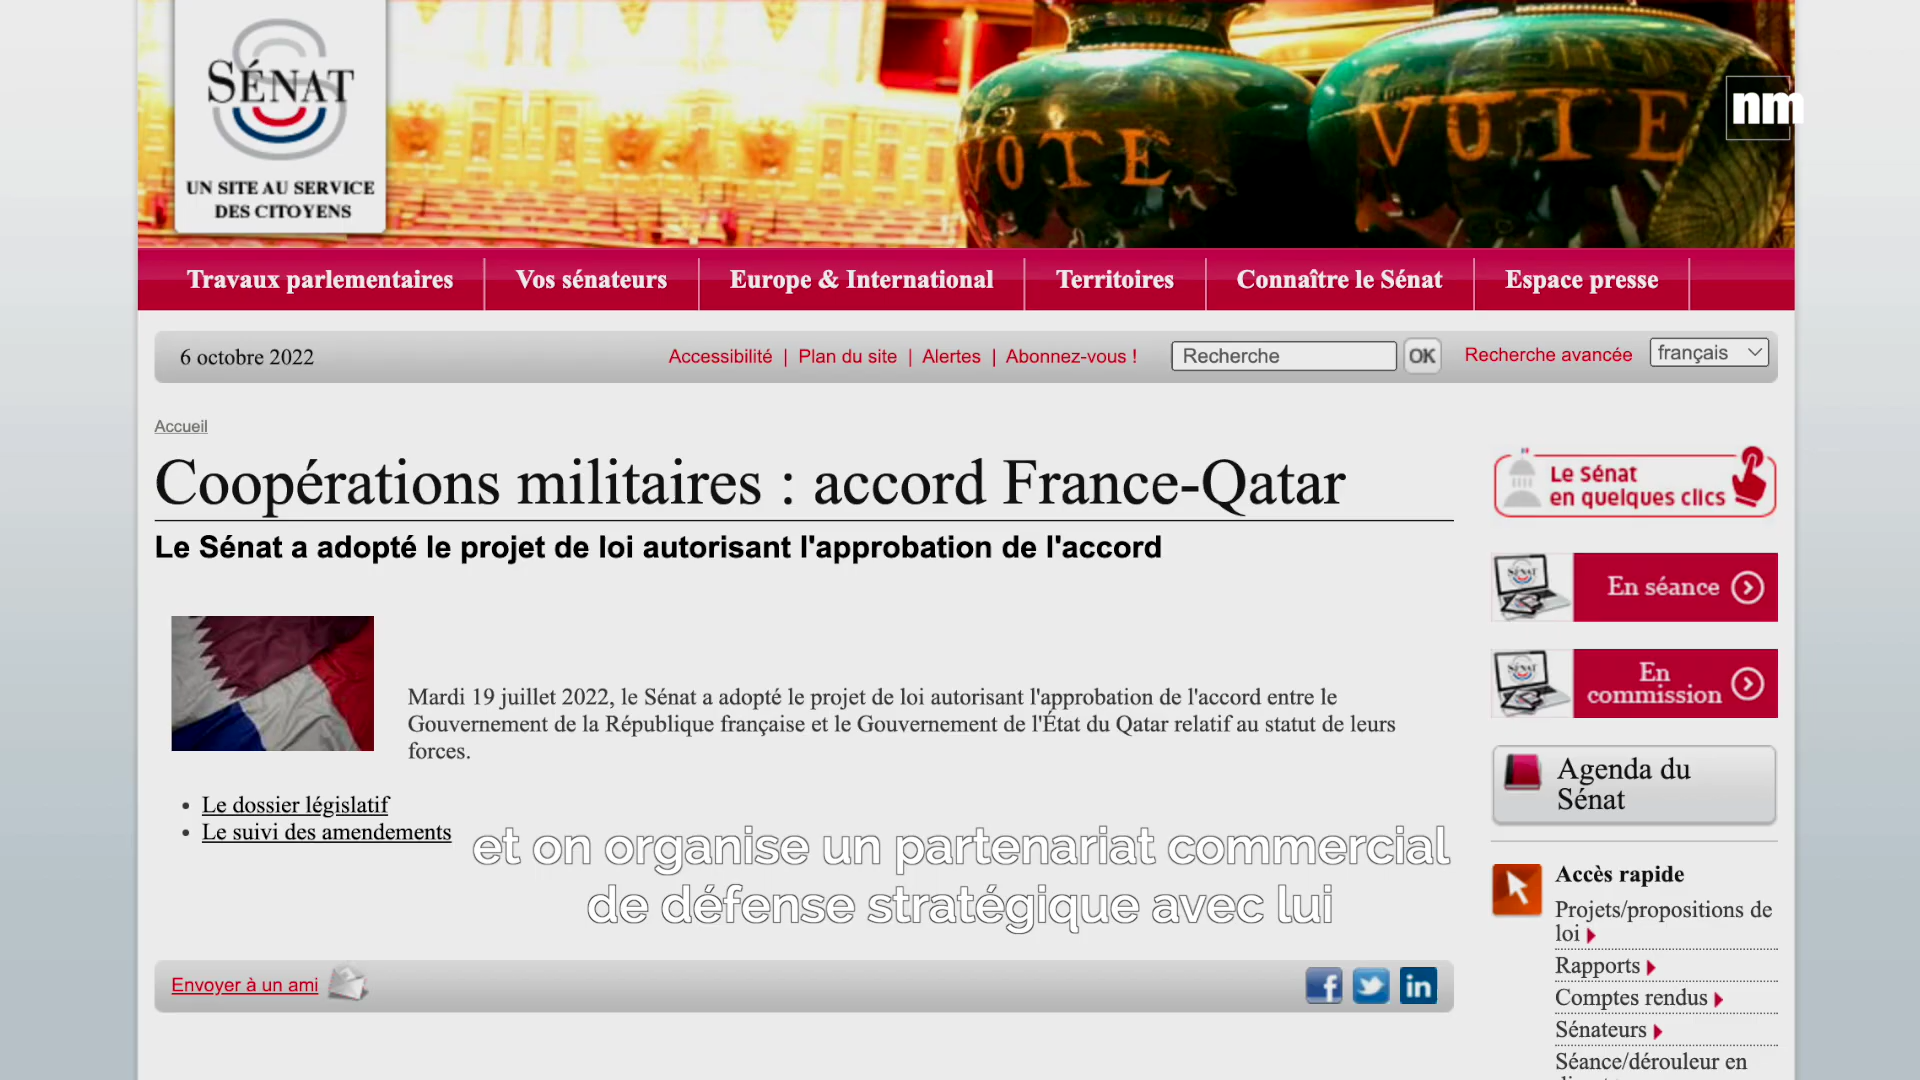 SÉNAT
UN SITE AU SERVICE
DES CITOYENS
VOTE
VOTE
nm
Travaux parlementaires
Vos sénateurs
Europe & International
Territoires
Connaître le Sénat
Espace presse
6 octobre 2022
Accessibilité | Plan du site | Alertes | Abonnez-vous !
Recherche
OK
Recherche avancée
français
Accueil
Coopérations militaires : accord France-Qatar
Le Sénat a adopté le projet de loi autorisant l'approbation de l'accord
Mardi 19 juillet 2022, le Sénat a adopté le projet de loi autorisant l'approbation de l'accord entre le
Gouvernement de la République française et le Gouvernement de l'État du Qatar relatif au statut de leurs
forces.
Le dossier législatif
Le suivi des amendements
et on organise un partenariat commercial
de défense stratégique avec lui
Envoyer à un ami
Le Sénat
en quelques clics
SÉNAT
En séance
SÉNAT
En
commission
Agenda du
Sénat
Accès rapide
Projets/propositions de
loi
Rapports
Comptes rendus
Sénateurs
Séance/dérouleur en